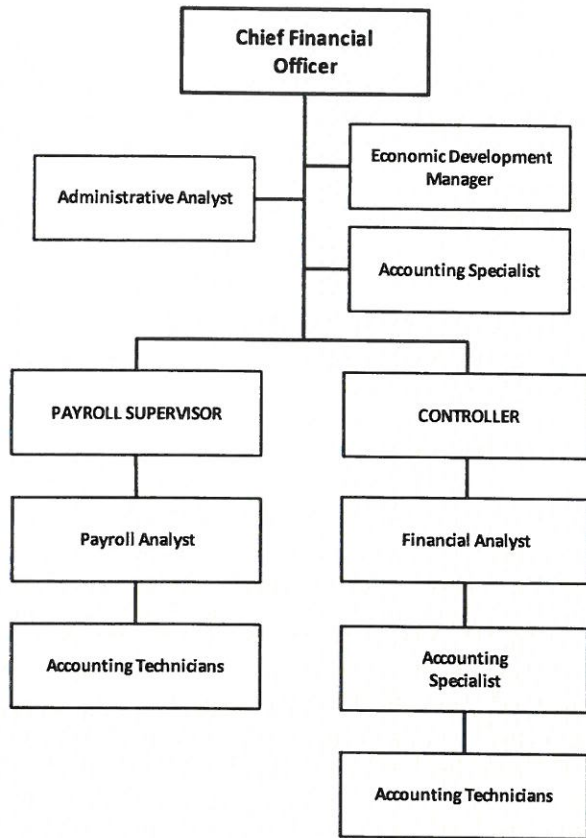 Chief Financial
Officer
Economic Development
Manager
Administrative Analyst
Accounting Specialist
PAYROLL SUPERVISOR
CONTROLLER
Payroll Analyst
Financial Analyst
Accounting Technicians
Accounting
Specialist
Accounting Technicians